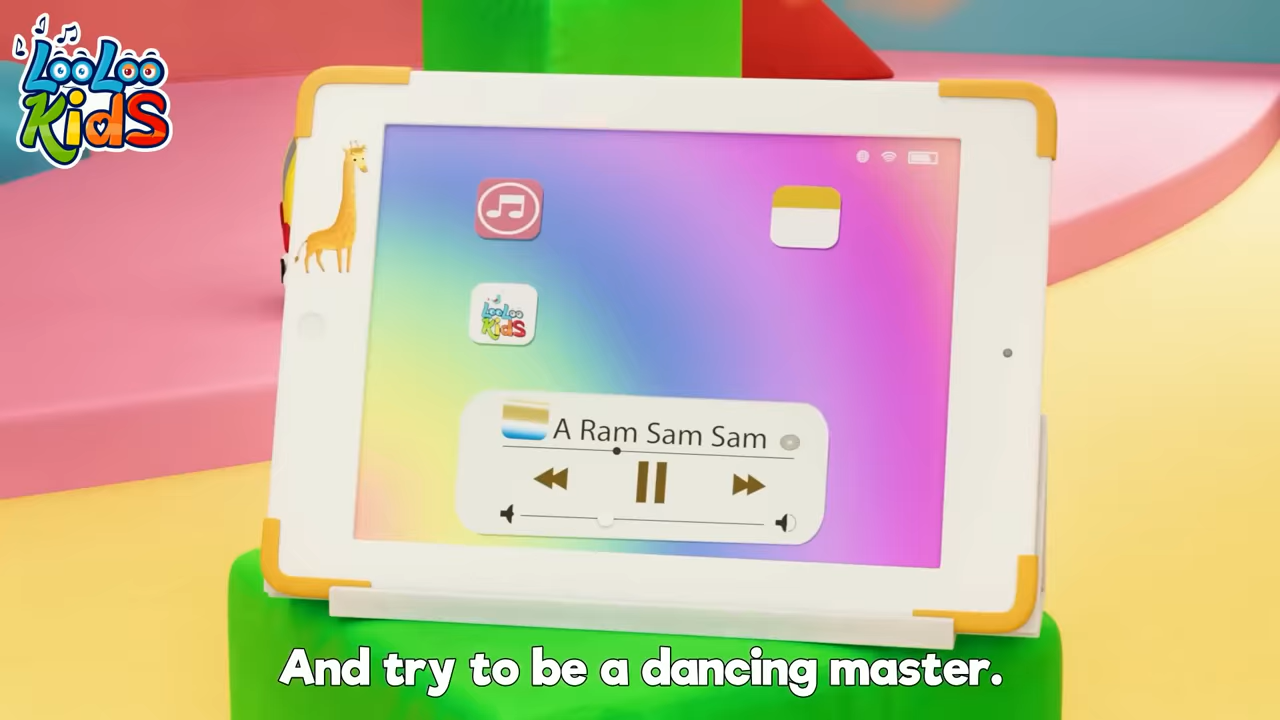 LooLoo
Kids
LooLoo
Kids
A Ram Sam Sam
And try to be a dancing master.